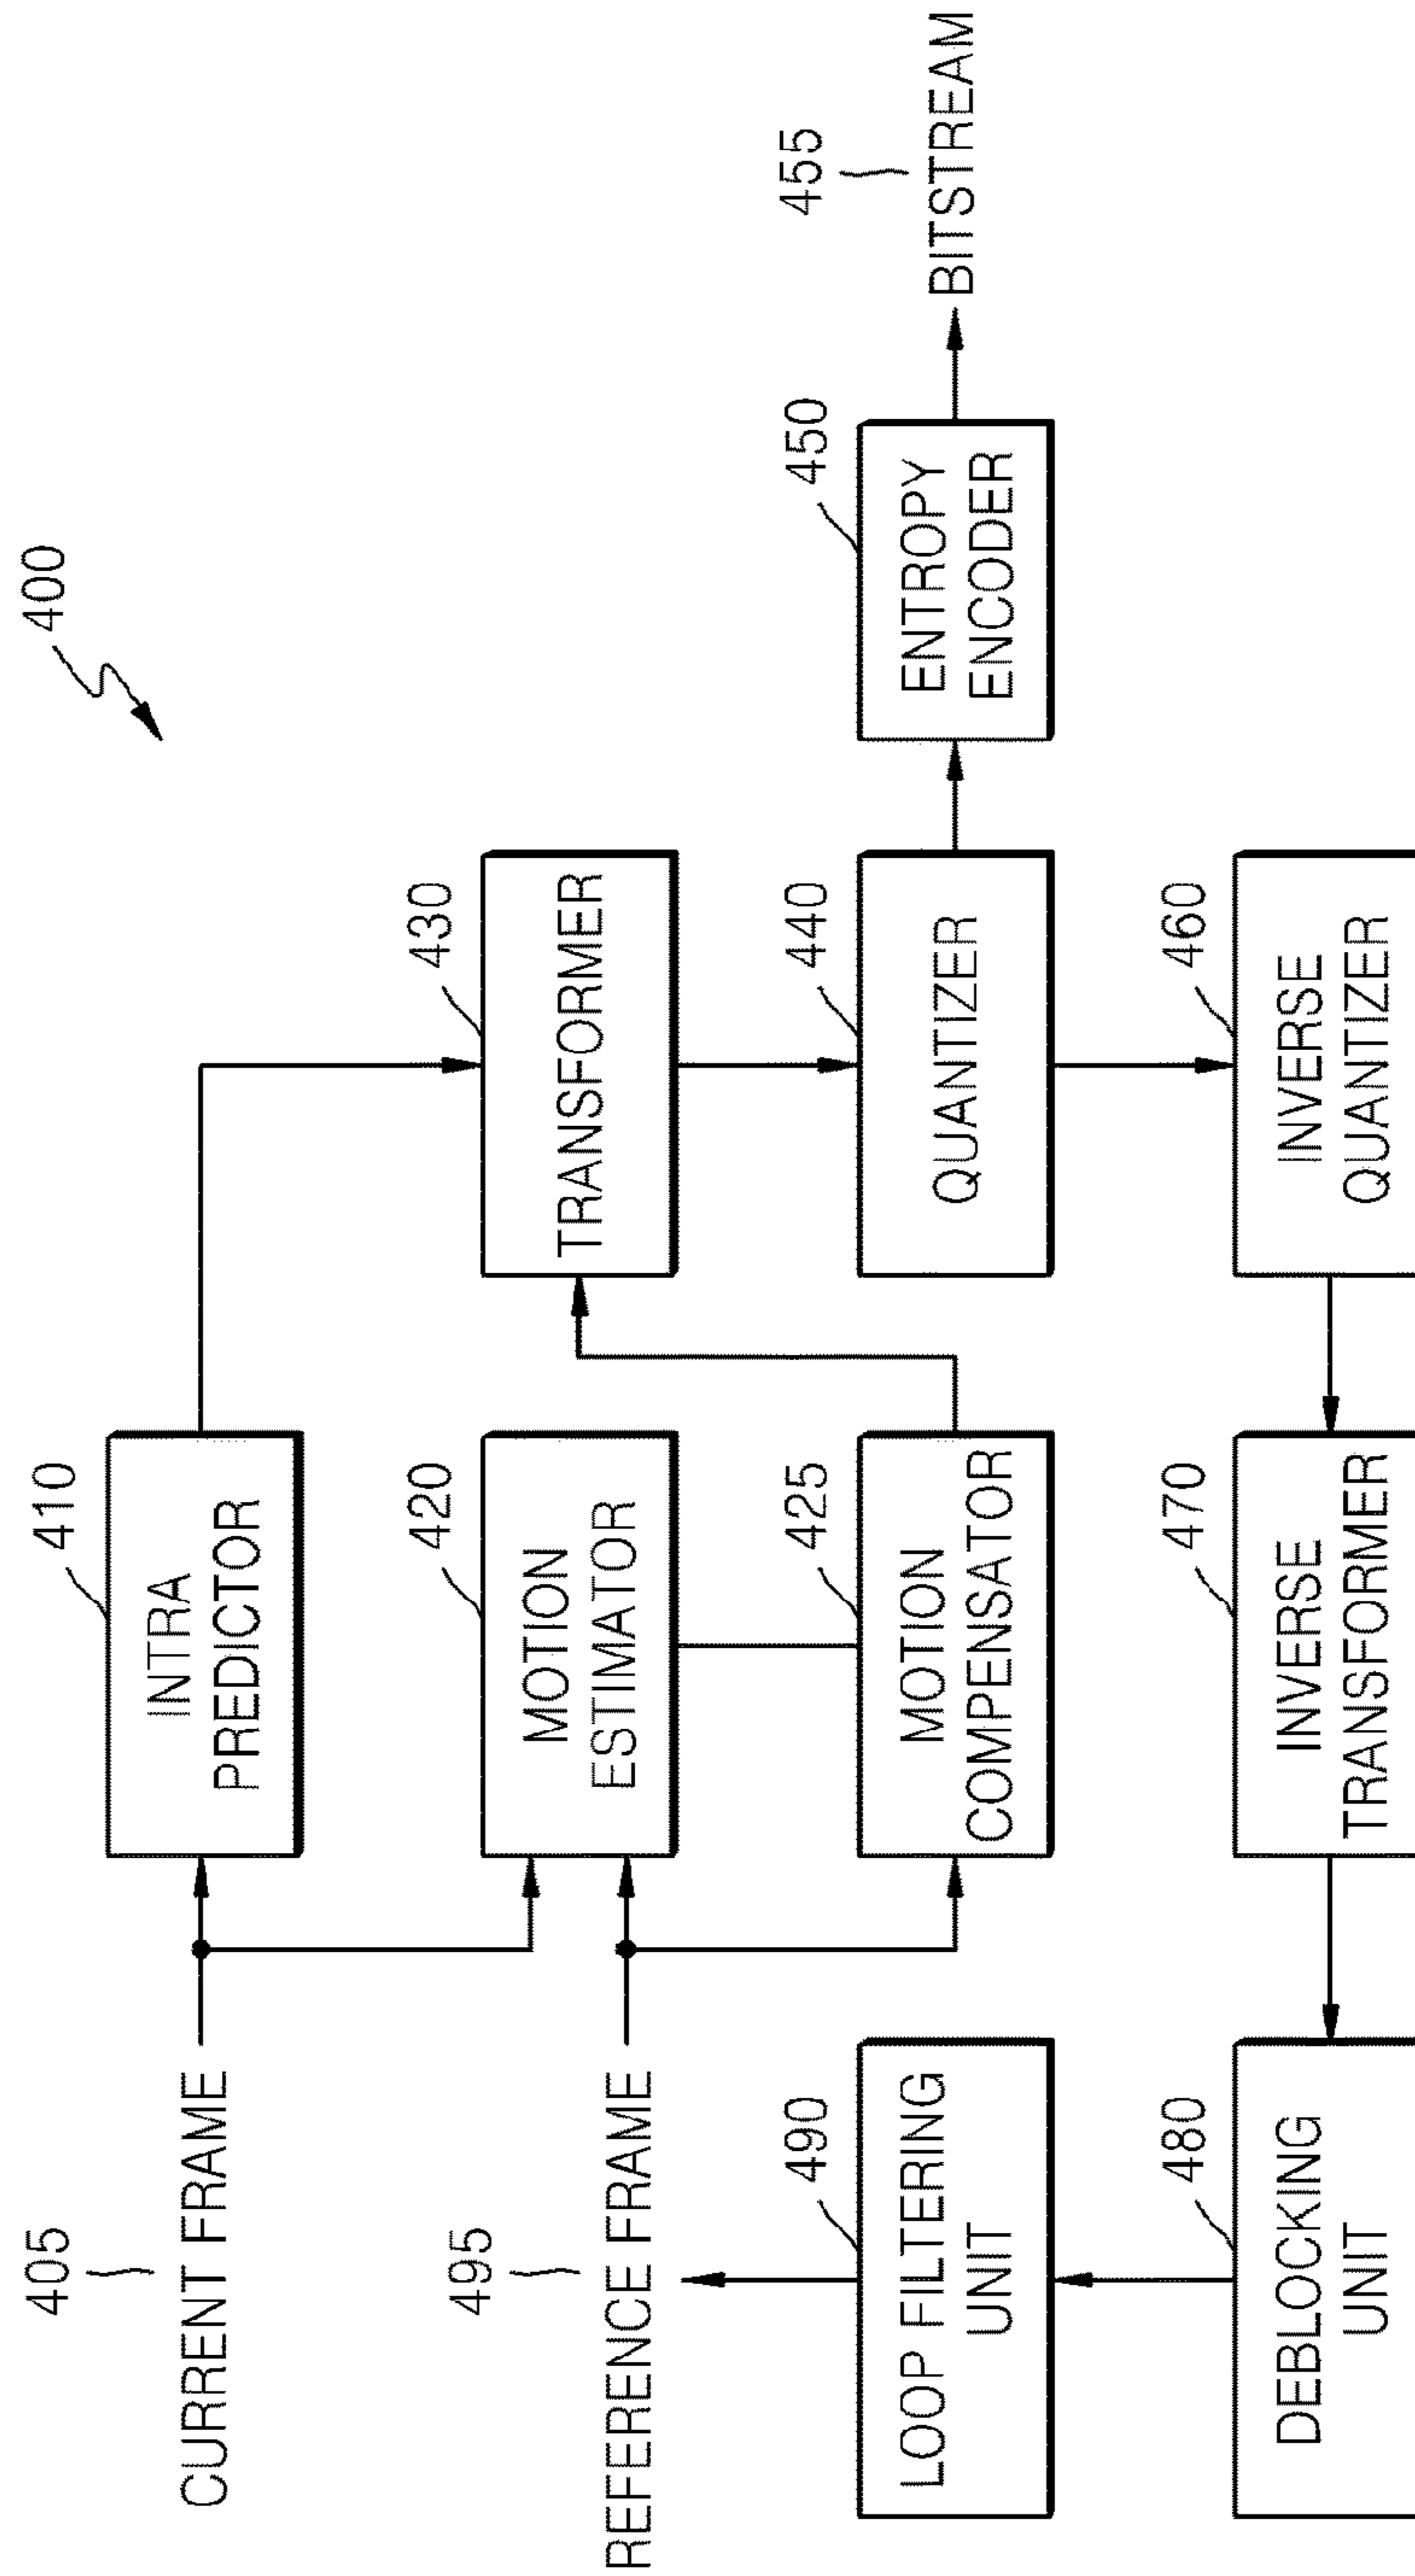 400
405
CURRENT FRAME
410
INTRA
PREDICTOR
495
REFERENCE FRAME
420
MOTION
ESTIMATOR
430
TRANSFORMER
490
LOOP FILTERING
UNIT
425
MOTION
COMPENSATOR
440
QUANTIZER
450
ENTROPY
ENCODER
455
BITSTREAM
480
DEBLOCKING
UNIT
470
INVERSE
TRANSFORMER
460
INVERSE
QUANTIZER